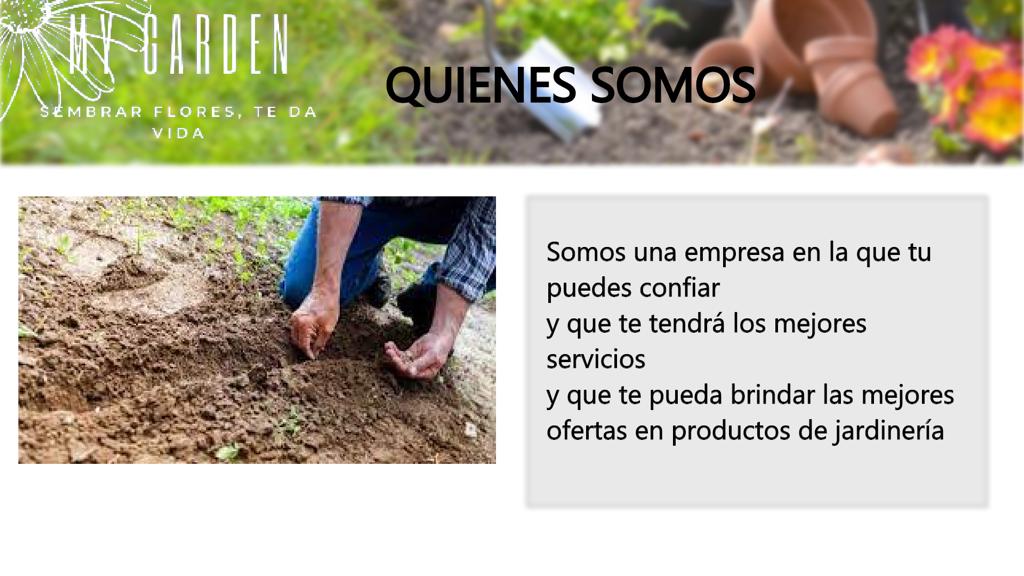 MY GARDEN
SEMBRAR FLORES, TE DA
VIDA
QUIENES SOMOS
Somos una empresa en la que tu
puedes confiar
y que te tendrá los mejores
servicios
y que te pueda brindar las mejores
ofertas en productos de jardinería